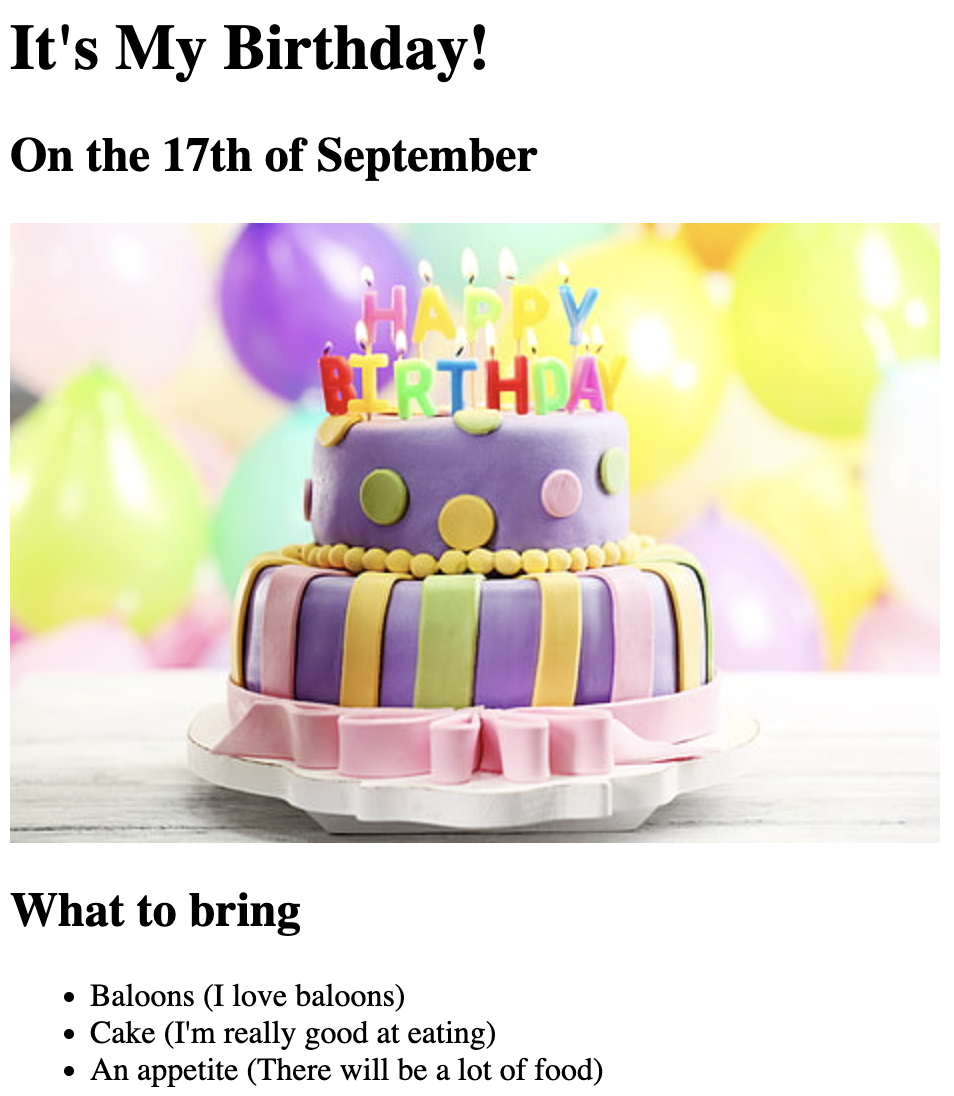 It's My Birthday!
On the 17th of September
HAPPY
BIRTHDAY
What to bring
Baloons (I love baloons)
Cake (I'm really good at eating)
An appetite (There will be a lot of food)